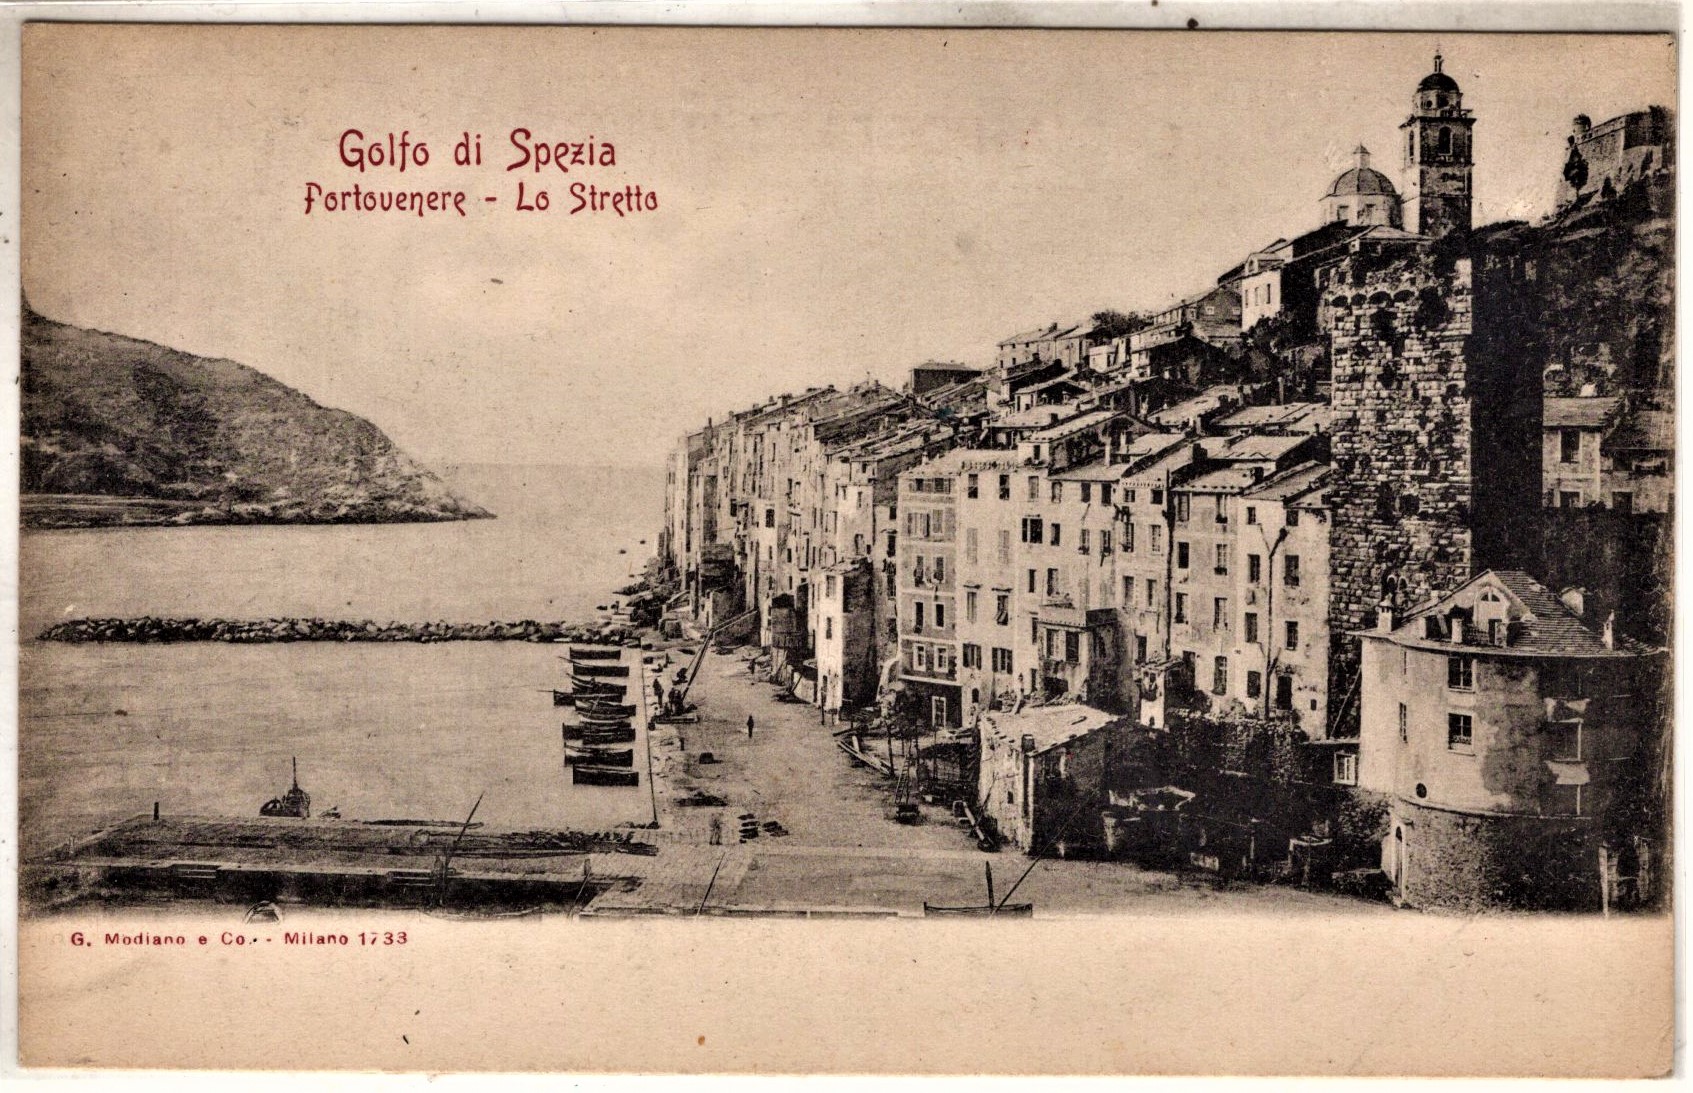 Golfo di Spezia
Portovenere - Lo Stretto
G. Modiano e Co. - Milano 1733